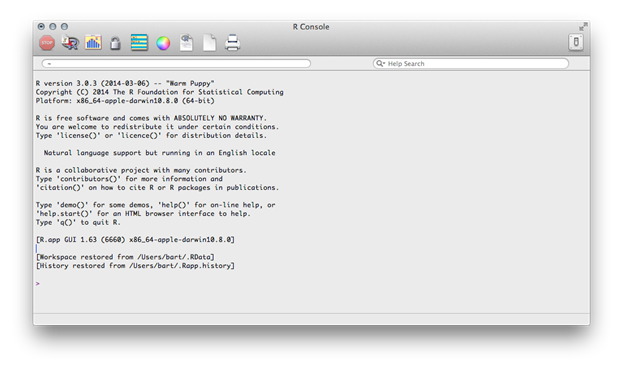 R Console
STOP
~
Help Search
R version 3.0.3 (2014-03-06) -- "Warm Puppy"
Copyright (C) 2014 The R Foundation for Statistical Computing
Platform: x86_64-apple-darwin10.8.0 (64-bit)
R is free software and comes with ABSOLUTELY NO WARRANTY.
You are welcome to redistribute it under certain conditions.
Type 'license()' or 'licence()' for distribution details.
Natural language support but running in an English locale
R is a collaborative project with many contributors.
Type 'contributors()' for more information and
'citation()' on how to cite R or R packages in publications.
Type 'demo()' for some demos, 'help()' for on-line help, or
'help.start()' for an HTML browser interface to help.
Type 'q()' to quit R.
[R.app GUI 1.63 (6660) x86_64-apple-darwin10.8.0]
[Workspace restored from /Users/bart/.RData]
[History restored from /Users/bart/.Rapp.history]
>